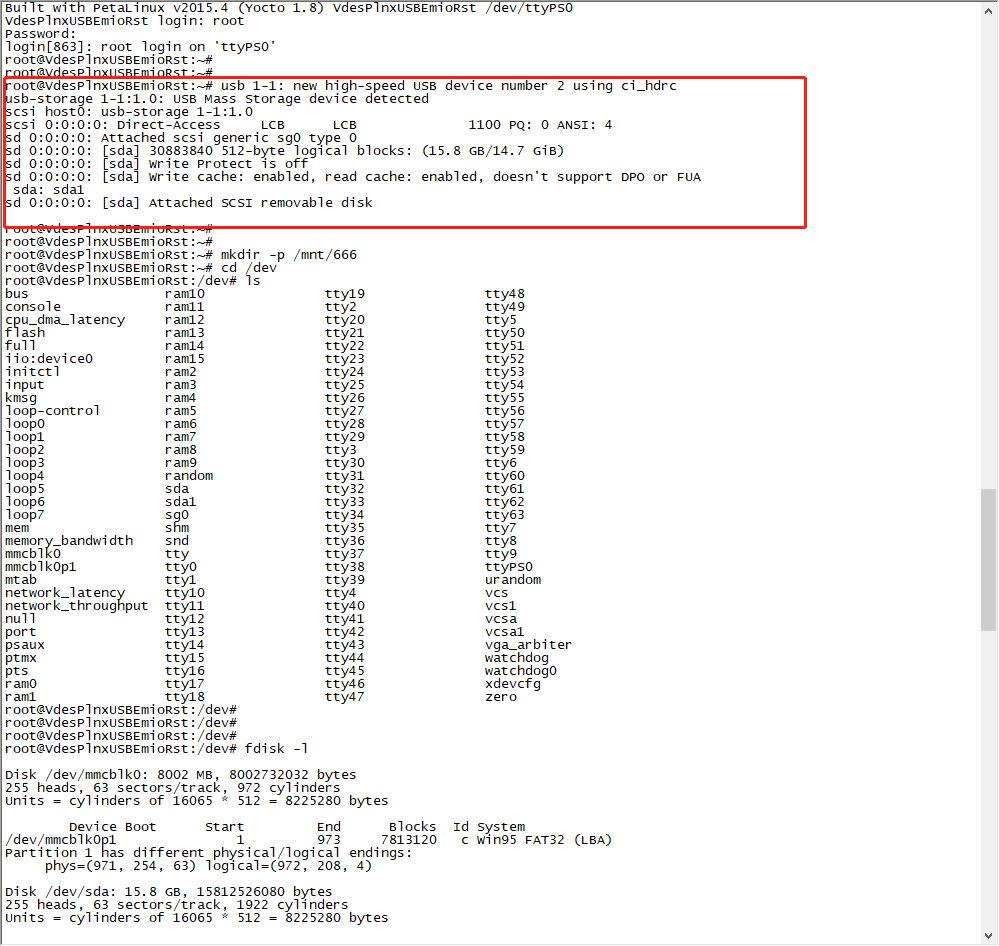 Built with PetaLinux v2015.4 (Yocto 1.8) VdesPlnxUSBEmioRst /dev/ttyPS0
VdesPlnxUSBEmioRst login: root
Password:
login[863]: root login on 'ttyPS0'
root@VdesPlnxUSBEmioRst:~#
root@VdesPlnxUSBEmioRst:~#
root@VdesPlnxUSBEmioRst:~# usb 1-1: new high-speed USB device number 2 using ci_hdrc
usb-storage 1-1:1.0: USB Mass Storage device detected
scsi host0: usb-storage 1-1:1.0
scsi 0:0:0:0: Direct-Access     LCB      LCB              1100 PQ: 0 ANSI: 4
sd 0:0:0:0: Attached scsi generic sg0 type 0
sd 0:0:0:0: [sda] 30883840 512-byte logical blocks: (15.8 GB/14.7 GiB)
sd 0:0:0:0: [sda] Write Protect is off
sd 0:0:0:0: [sda] Write cache: enabled, read cache: enabled, doesn't support DPO or FUA
 sda: sda1
sd 0:0:0:0: [sda] Attached SCSI removable disk
root@VdesPlnxUSBEmioRst:~#
root@VdesPlnxUSBEmioRst:~#
root@VdesPlnxUSBEmioRst:~# mkdir -p /mnt/666
root@VdesPlnxUSBEmioRst:~# cd /dev
root@VdesPlnxUSBEmioRst:/dev# ls
bus                 ram10               tty19               tty48
console             ram11               tty2                tty49
cpu_dma_latency     ram12               tty20               tty5
flash               ram13               tty21               tty50
full                ram14               tty22               tty51
iio:device0         ram15               tty23               tty52
initctl             ram2                tty24               tty53
input               ram3                tty25               tty54
kmsg                ram4                tty26               tty55
loop-control        ram5                tty27               tty56
loop0               ram6                tty28               tty57
loop1               ram7                tty29               tty58
loop2               ram8                tty3                tty59
loop3               ram9                tty30               tty6
loop4               random              tty31               tty60
loop5               sda                 tty32               tty61
loop6               sda1                tty33               tty62
loop7               sg0                 tty34               tty63
mem                 shm                 tty35               tty7
memory_bandwidth    snd                 tty36               tty8
mmcblk0             tty                 tty37               tty9
mmcblk0p1           tty0                tty38               ttyPS0
mtab                tty1                tty39               urandom
network_latency     tty10               tty4                vcs
network_throughput  tty11               tty40               vcs1
null                tty12               tty41               vcsa
port                tty13               tty42               vcsa1
psaux               tty14               tty43               vga_arbiter
ptmx                tty15               tty44               watchdog
pts                 tty16               tty45               watchdog0
ram0                tty17               tty46               xdevcfg
ram1                tty18               tty47               zero
root@VdesPlnxUSBEmioRst:/dev#
root@VdesPlnxUSBEmioRst:/dev#
root@VdesPlnxUSBEmioRst:/dev#
root@VdesPlnxUSBEmioRst:/dev# fdisk -l
Disk /dev/mmcblk0: 8002 MB, 8002732032 bytes
255 heads, 63 sectors/track, 972 cylinders
Units = cylinders of 16065 * 512 = 8225280 bytes
        Device Boot      Start         End      Blocks  Id System
/dev/mmcblk0p1               1         973     7813120   c Win95 FAT32 (LBA)
Partition 1 has different physical/logical endings:
     phys=(971, 254, 63) logical=(972, 208, 4)
Disk /dev/sda: 15.8 GB, 15812526080 bytes
255 heads, 63 sectors/track, 1922 cylinders
Units = cylinders of 16065 * 512 = 8225280 bytes